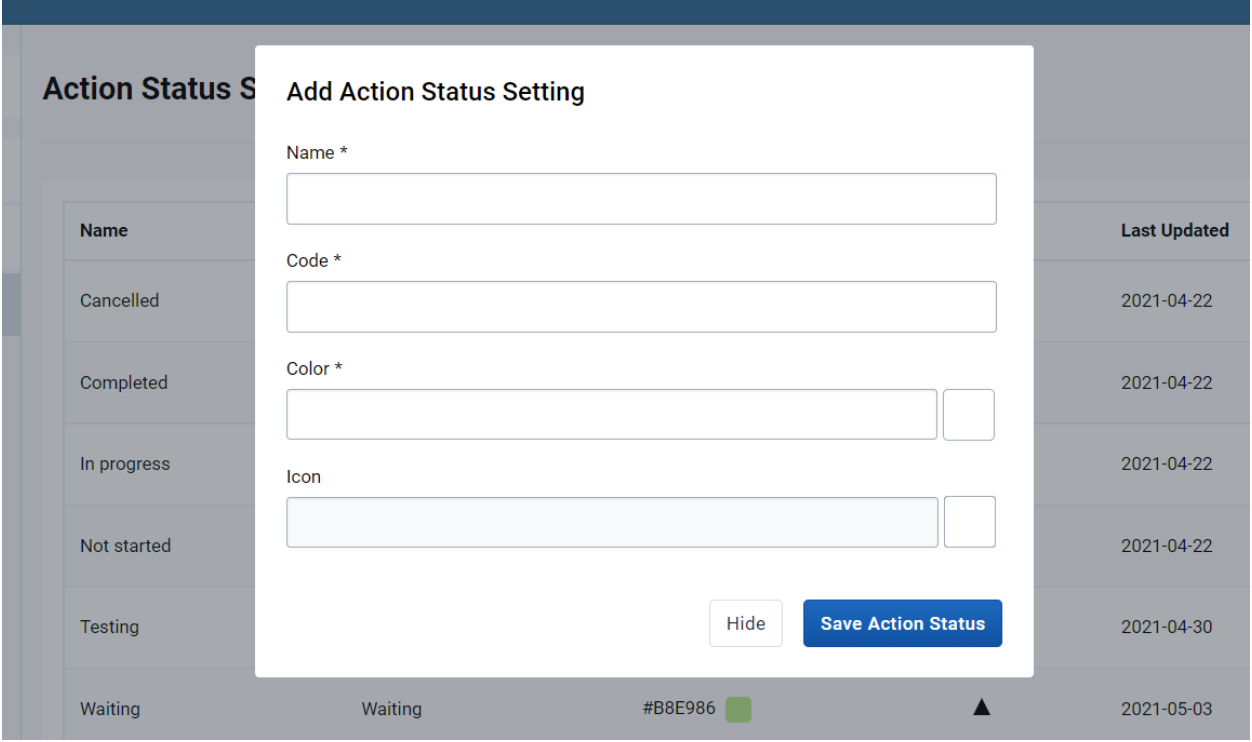 Action Status S
Add Action Status Setting
Name *
Code *
Color *
Icon
Hide
Save Action Status
Name
Last Updated
Cancelled
2021-04-22
Completed
2021-04-22
In progress
2021-04-22
Not started
2021-04-22
Testing
2021-04-30
Waiting Waiting #B8E986 2021-05-03